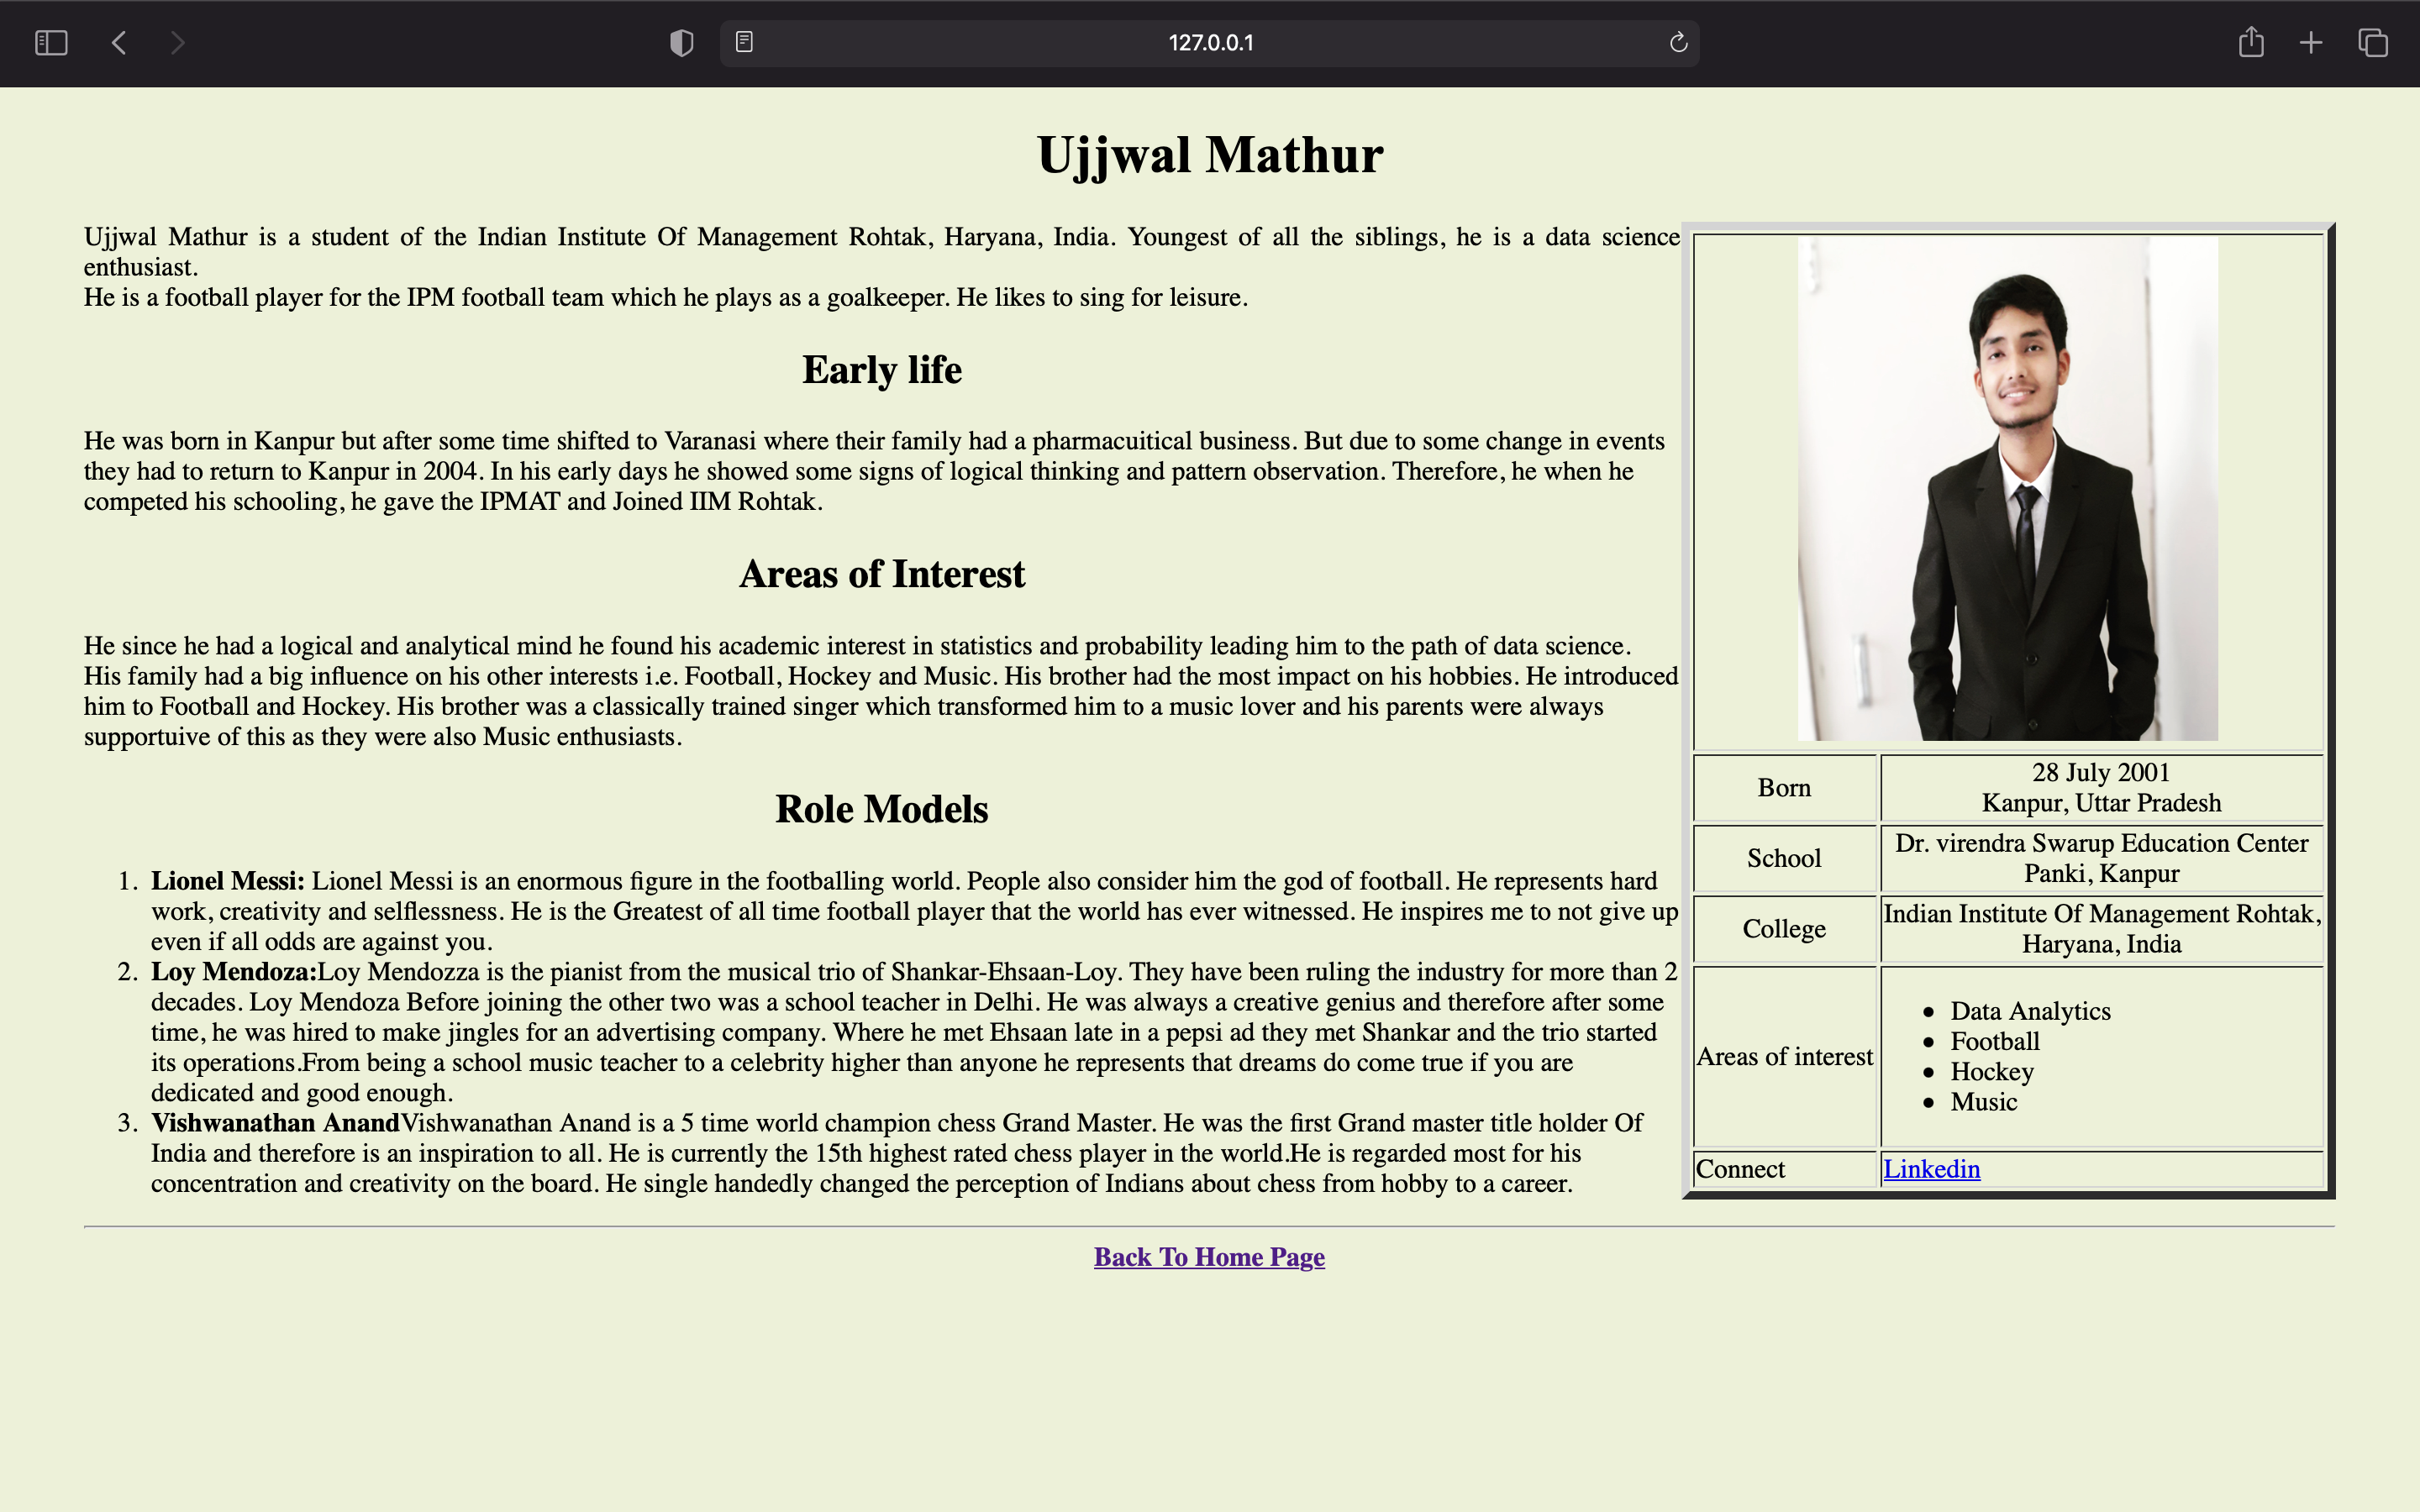 127.0.0.1
Ujjwal Mathur
Ujjwal Mathur is a student of the Indian Institute Of Management Rohtak, Haryana, India. Youngest of all the siblings, he is a data science
enthusiast.
He is a football player for the IPM football team which he plays as a goalkeeper. He likes to sing for leisure.
Early life
He was born in Kanpur but after some time shifted to Varanasi where their family had a pharmacuitical business. But due to some change in events
they had to return to Kanpur in 2004. In his early days he showed some signs of logical thinking and pattern observation. Therefore, he when he
competed his schooling, he gave the IPMAT and Joined IIM Rohtak.
Areas of Interest
He since he had a logical and analytical mind he found his academic interest in statistics and probability leading him to the path of data science.
His family had a big influence on his other interests i.e. Football, Hockey and Music. His brother had the most impact on his hobbies. He introduced
him to Football and Hockey. His brother was a classically trained singer which transformed him to a music lover and his parents were always
supportuive of this as they were also Music enthusiasts.
Role Models
1. Lionel Messi: Lionel Messi is an enormous figure in the footballing world. People also consider him the god of football. He represents hard
work, creativity and selflessness. He is the Greatest of all time football player that the world has ever witnessed. He inspires me to not give up
even if all odds are against you.
2. Loy Mendoza:Loy Mendozza is the pianist from the musical trio of Shankar-Ehsaan-Loy. They have been ruling the industry for more than 2
decades. Loy Mendoza Before joining the other two was a school teacher in Delhi. He was always a creative genius and therefore after some
time, he was hired to make jingles for an advertising company. Where he met Ehsaan late in a pepsi ad they met Shankar and the trio started
its operations.From being a school music teacher to a celebrity higher than anyone he represents that dreams do come true if you are
dedicated and good enough.
3. Vishwanathan AnandVishwanathan Anand is a 5 time world champion chess Grand Master. He was the first Grand master title holder Of
India and therefore is an inspiration to all. He is currently the 15th highest rated chess player in the world.He is regarded most for his
concentration and creativity on the board. He single handedly changed the perception of Indians about chess from hobby to a career.
Born
28 July 2001
Kanpur, Uttar Pradesh
School
Dr. virendra Swarup Education Center
Panki, Kanpur
College
Indian Institute Of Management Rohtak,
Haryana, India
Areas of interest
• Data Analytics
• Football
• Hockey
• Music
Connect
Linkedin
Back To Home Page